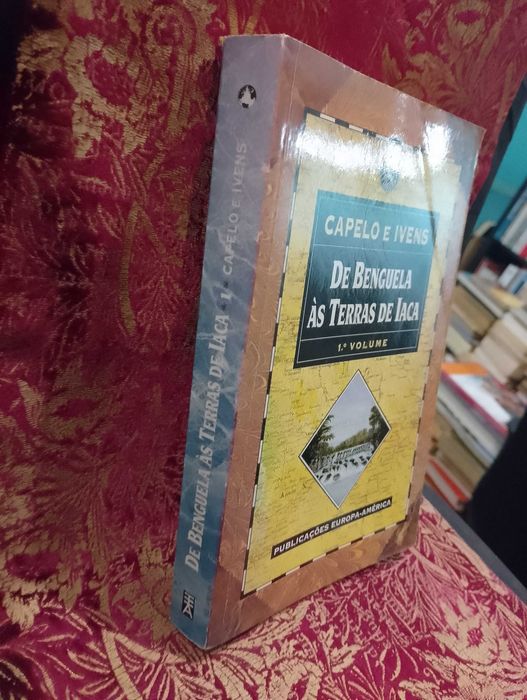 CAPELO E IVENS
DE BENGUELA
ÀS TERRAS DE IACA
1.º VOLUME
PUBLICAÇÕES EUROPA-AMÉRICA
DE BENGUELA ÀS TERRAS DE IACA • 1.º CAPELO E IVENS